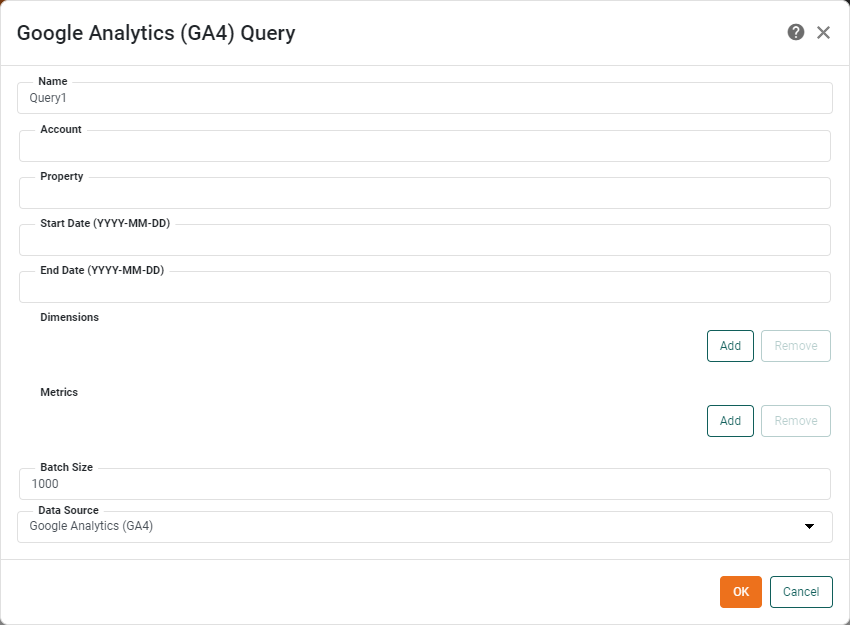 Google Analytics (GA4) Query
?
Name
Query1
Account
Property
Start Date (YYYY-MM-DD)
End Date (YYYY-MM-DD)
Dimensions
Add Remove
Metrics
Add Remove
Batch Size
1000
Data Source
Google Analytics (GA4)
OK Cancel